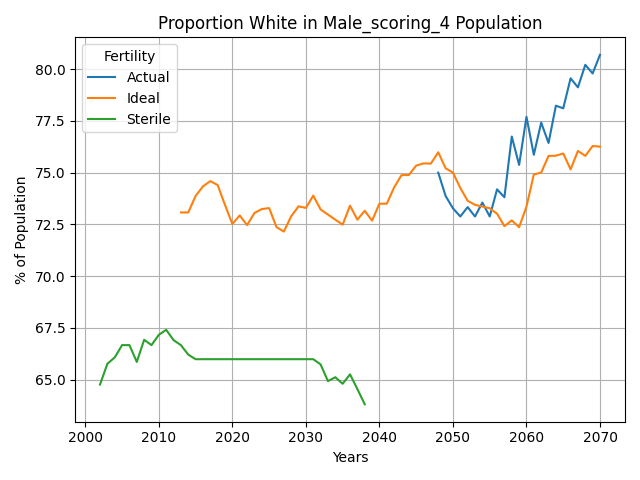 Proportion White in Male_scoring_4 Population
Fertility
Actual
Ideal
Sterile
% of Population
80.0
77.5
75.0
72.5
70.0
67.5
65.0
2000 2010 2020 2030 2040 2050 2060 2070
Years